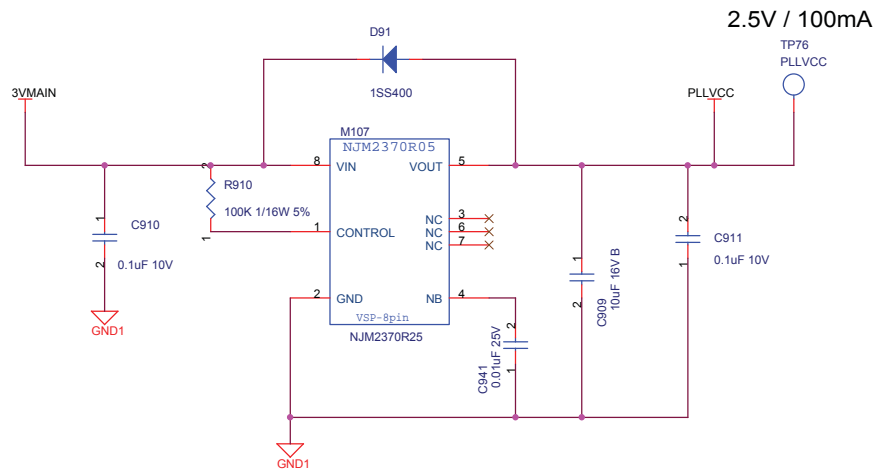 2.5V / 100mA
D91
TP76
PLLVCC
1SS400
3VMAIN
PLLVCC
M107
NJM2370R05
8
VIN
VOUT
5
2
R910
100K 1/16W 5%
1
C910
1
2
0.1uF 10V
1
CONTROL
NC
3
NC
6
NC
7
2
C911
1
0.1uF 10V
1
C909
10uF 16V B
2
2
GND
NB
4
VSP-8pin
NJM2370R25
2
C941
0.01uF 25V
1
GND1
GND1